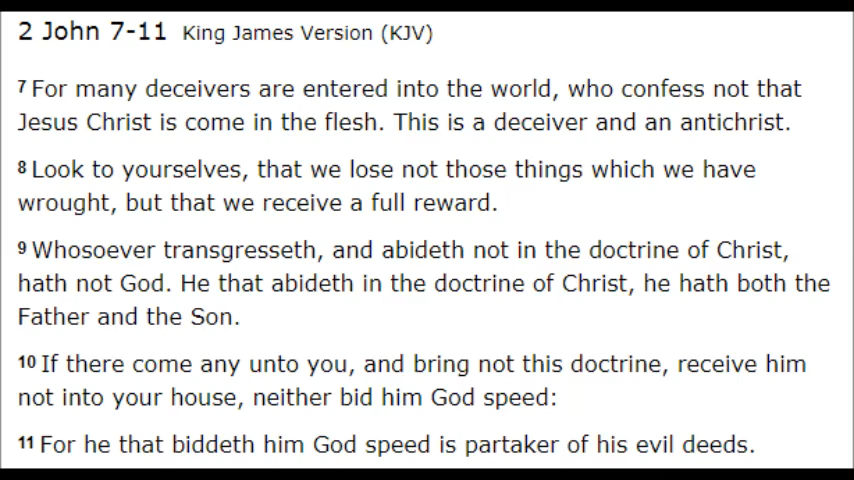 2 John 7-11 King James Version (KJV)
7 For many deceivers are entered into the world, who confess not that
Jesus Christ is come in the flesh. This is a deceiver and an antichrist.
8 Look to yourselves, that we lose not those things which we have
wrought, but that we receive a full reward.
9 Whosoever transgresseth, and abideth not in the doctrine of Christ,
hath not God. He that abideth in the doctrine of Christ, he hath both the
Father and the Son.
10 If there come any unto you, and bring not this doctrine, receive him
not into your house, neither bid him God speed:
11 For he that biddeth him God speed is partaker of his evil deeds.